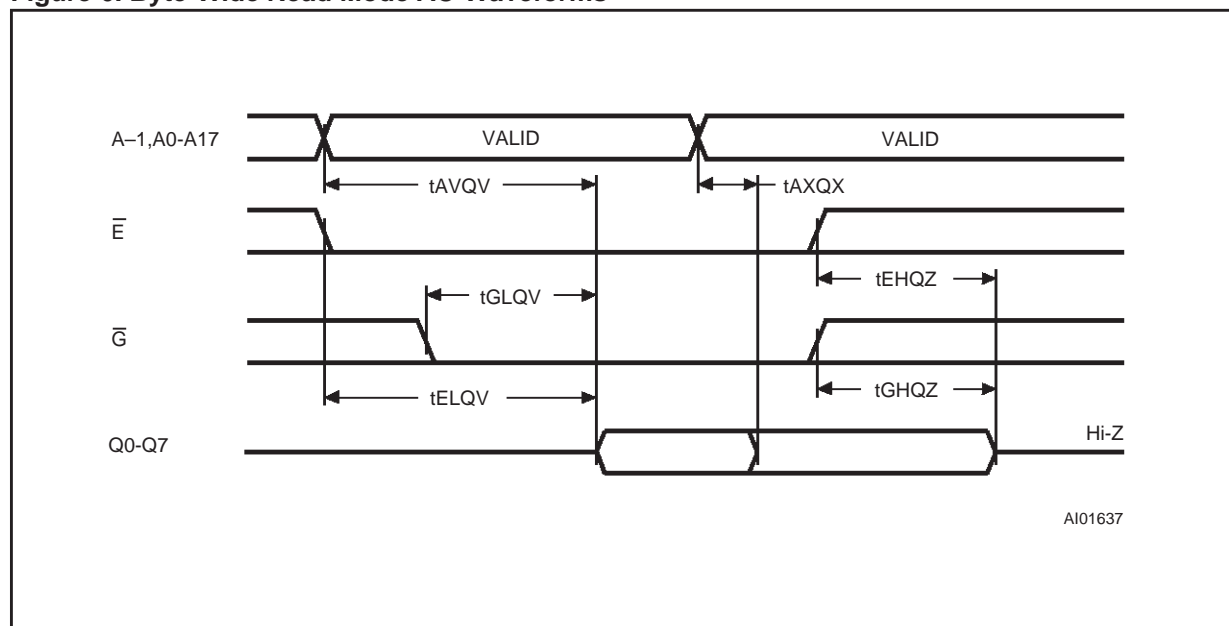 A–1,A0-A17
VALID
VALID
tAVQV
tAXQX
E
tEHQZ
tGLQV
G
tGHQZ
tELQV
Q0-Q7
Hi-Z
AI01637